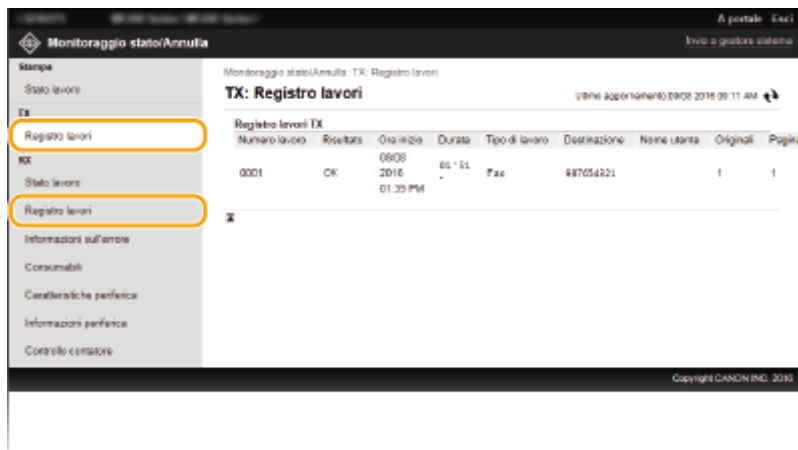 A portale Esci
Monitoraggio stato/Annulla
Invio a gestore sistema
Stampa
Stato lavoro
TX
Registro lavori
RX
Stato lavoro
Registro lavori
Informazioni sull'errore
Consumabili
Caratteristiche periferica
Informazioni periferica
Controllo contatore
Monitoraggio stato/Annulla: TX: Registro lavori
TX: Registro lavori
Ultimo aggiornamento:09/08 2016 09:11 AM
Registro lavori TX
Numero lavoro Risultato Ora inizio Durata Tipo di lavoro Destinazione Nome utente Originali Pagine
0001 OK 08/08 2016 01:39 PM Fax 987654321 1 1
Copyright CANON INC. 2016